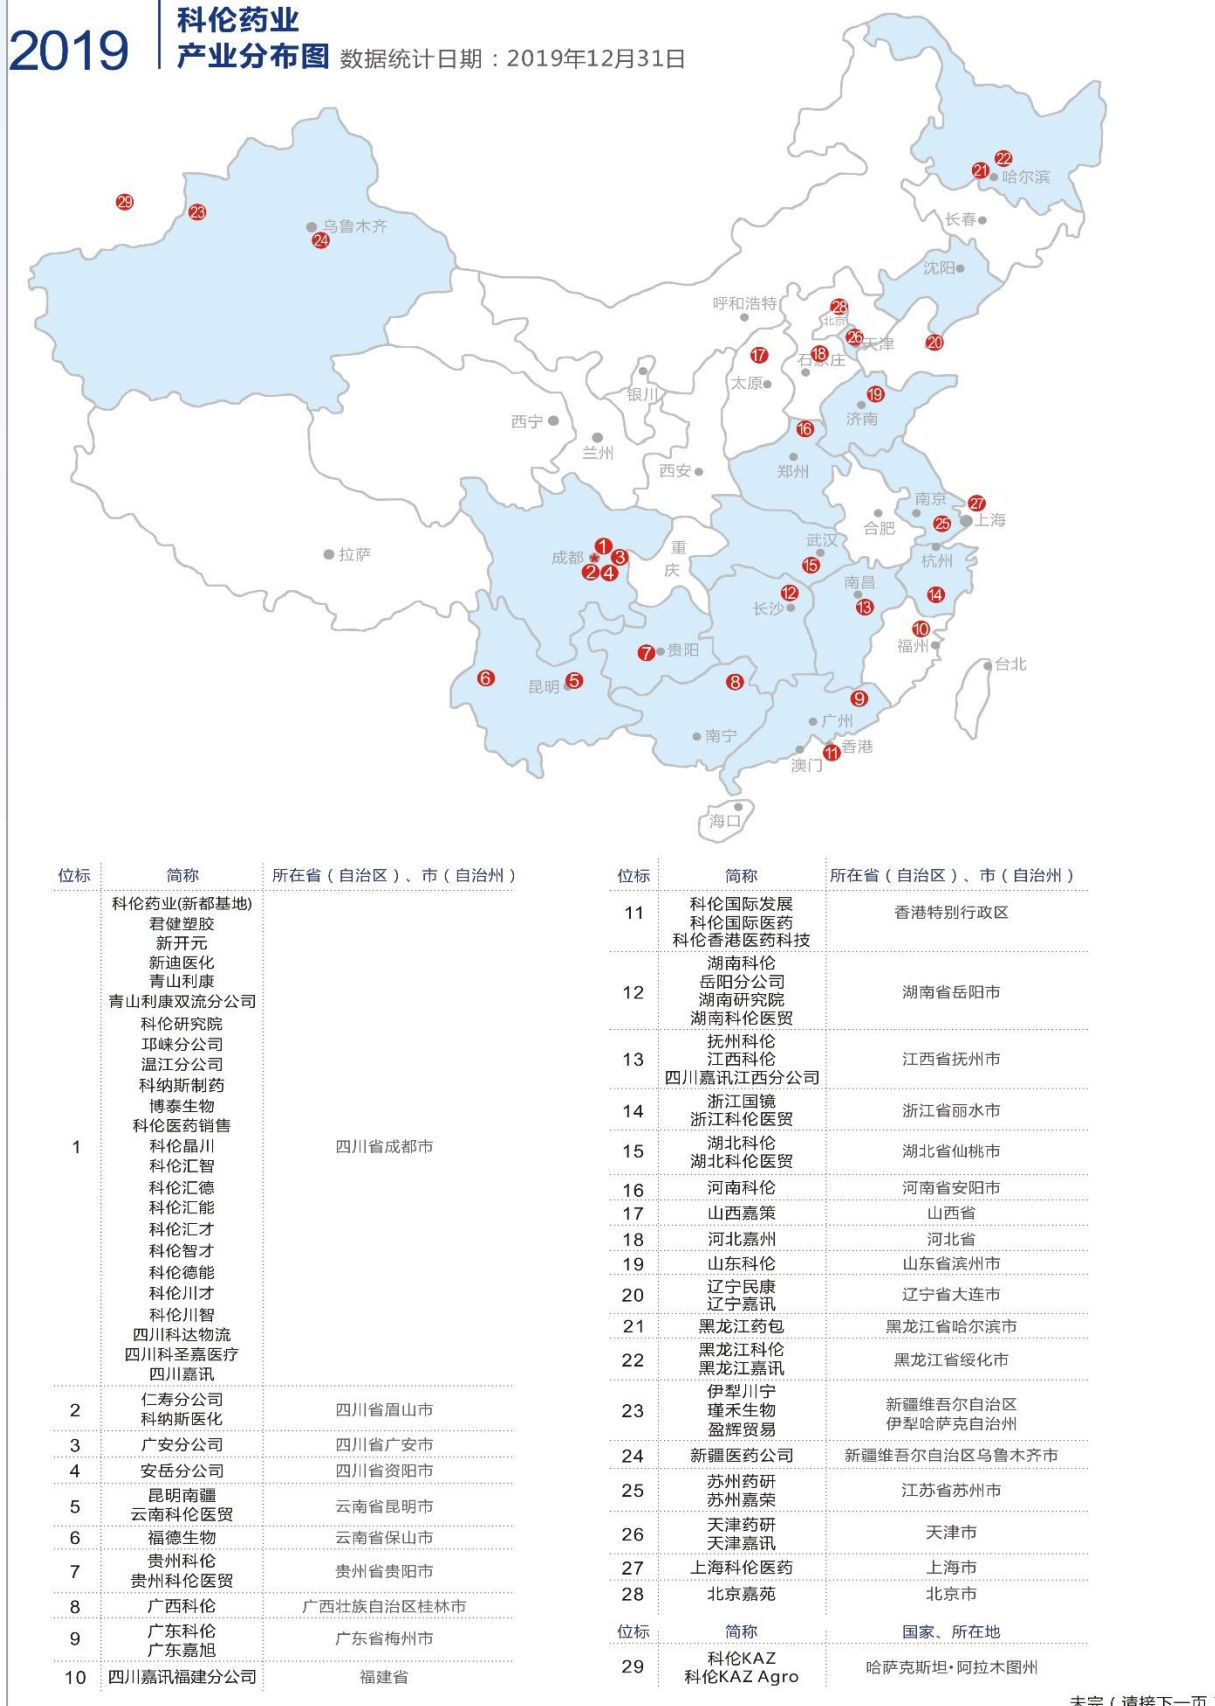 2019
科伦药业
产业分布图 数据统计日期：2019年12月31日
22
21
哈尔滨
长春
29
23
乌鲁木齐
24
沈阳
呼和浩特
28
北京
26
天津
20
17
18
石家庄
太原
银川
19
济南
西宁
兰州
16
郑州
西安
南京
27
25
上海
合肥
拉萨
成都
1
3
2
4
重庆
武汉
15
杭州
南昌
14
12
长沙
13
10
福州
7
贵阳
台北
6
昆明
5
8
9
广州
南宁
11
香港
澳门
海口
位标 简称 所在省（自治区）、市（自治州）
科伦药业(新都基地)
君健塑胶
新开元
新迪医化
青山利康
青山利康双流分公司
科伦研究院
邛崃分公司
温江分公司
科纳斯制药
博泰生物
科伦医药销售
1 科伦晶川 四川省成都市
科伦汇智
科伦汇德
科伦汇能
科伦汇才
科伦智才
科伦德能
科伦川才
科伦川智
四川科达物流
四川科圣嘉医疗
四川嘉讯
2 仁寿分公司 四川省眉山市
科纳斯医化
3 广安分公司 四川省广安市
4 安岳分公司 四川省资阳市
5 昆明南疆 云南省昆明市
云南科伦医贸
6 福德生物 云南省保山市
7 贵州科伦 贵州省贵阳市
贵州科伦医贸
8 广西科伦 广西壮族自治区桂林市
9 广东科伦 广东省梅州市
广东嘉旭
10 四川嘉讯福建分公司 福建省
位标 简称 所在省（自治区）、市（自治州）
科伦国际发展
11 科伦国际医药 香港特别行政区
科伦香港医药科技
湖南科伦
岳阳分公司
12 湖南研究院 湖南省岳阳市
湖南科伦医贸
抚州科伦
13 江西科伦 江西省抚州市
四川嘉讯江西分公司
14 浙江国镜 浙江省丽水市
浙江科伦医贸
15 湖北科伦 湖北省仙桃市
湖北科伦医贸
16 河南科伦 河南省安阳市
17 山西嘉策 山西省
18 河北嘉州 河北省
19 山东科伦 山东省滨州市
20 辽宁民康 辽宁省大连市
辽宁嘉讯
21 黑龙江药包 黑龙江省哈尔滨市
22 黑龙江科伦 黑龙江省绥化市
黑龙江嘉讯
伊犁川宁 新疆维吾尔自治区
23 瑾禾生物 伊犁哈萨克自治州
盈辉贸易
24 新疆医药公司 新疆维吾尔自治区乌鲁木齐市
25 苏州药研 江苏省苏州市
苏州嘉荣
26 天津药研 天津市
天津嘉讯
27 上海科伦医药 上海市
28 北京嘉苑 北京市
位标 简称 国家、所在地
29 科伦KAZ 哈萨克斯坦·阿拉木图州
科伦KAZ Agro
未完（请接下一页